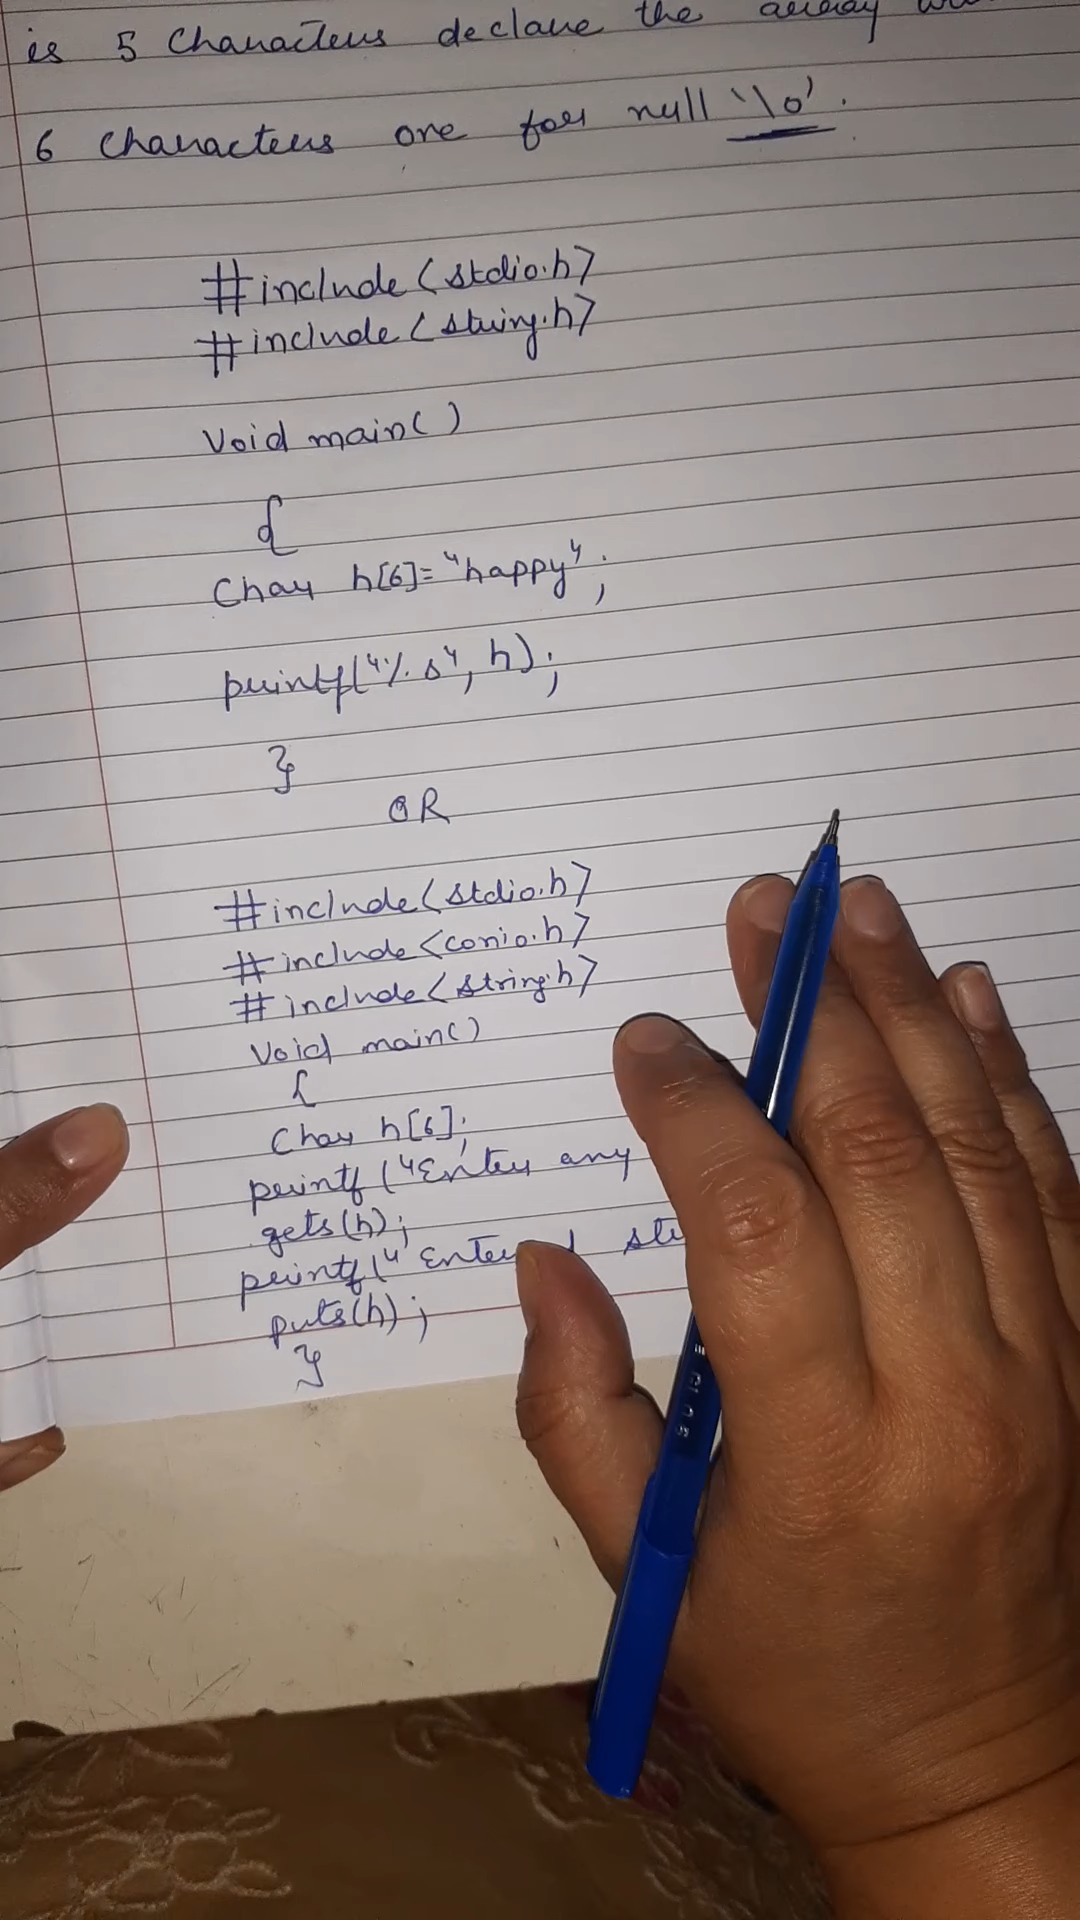 is 5 Characters declare the array
6 Characters one for null '\0'.
#include<stdio.h>
#include<string.h>
Void main()
{
Char h[6]="happy";
printf("%s", h);
}
OR
#include<stdio.h>
#include<conio.h>
#include<string.h>
Void main()
{
Char h[6];
printf("Enter any
gets(h);
printf("Entered
puts(h);
}